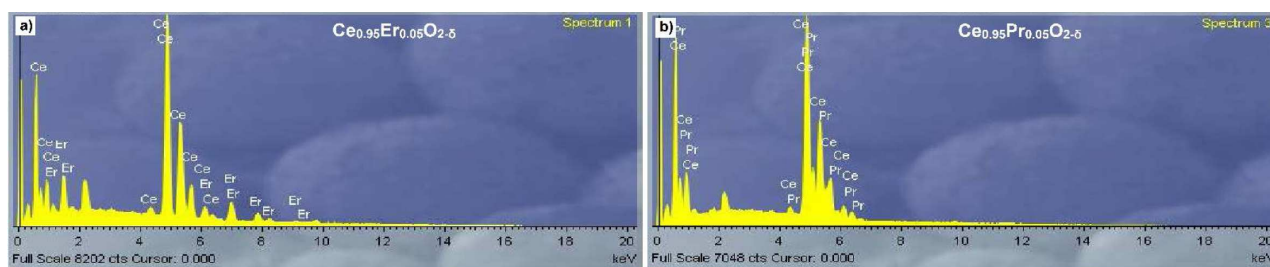 a)
Spectrum 1
Ce0.95Er0.05O2-δ
Ce
Ce
Ce
Ce
Ce
Er
Ce
Er
Er
Ce
Ce
Ce
Er
Ce
Ce
Er
Er
Er
Er
Er
Er
0 2 4 6 8 10 12 14 16 18 20
Full Scale 8202 cts Cursor: 0.000
keV
b)
Spectrum 3
Ce0.95Pr0.05O2-δ
Pr
Ce
Ce
Pr
Ce
Ce
Pr
Pr
Ce
Ce
Pr
Ce
Pr
Ce
Pr
Ce
Pr
Pr
0 2 4 6 8 10 12 14 16 18 20
Full Scale 7048 cts Cursor: 0.000
keV